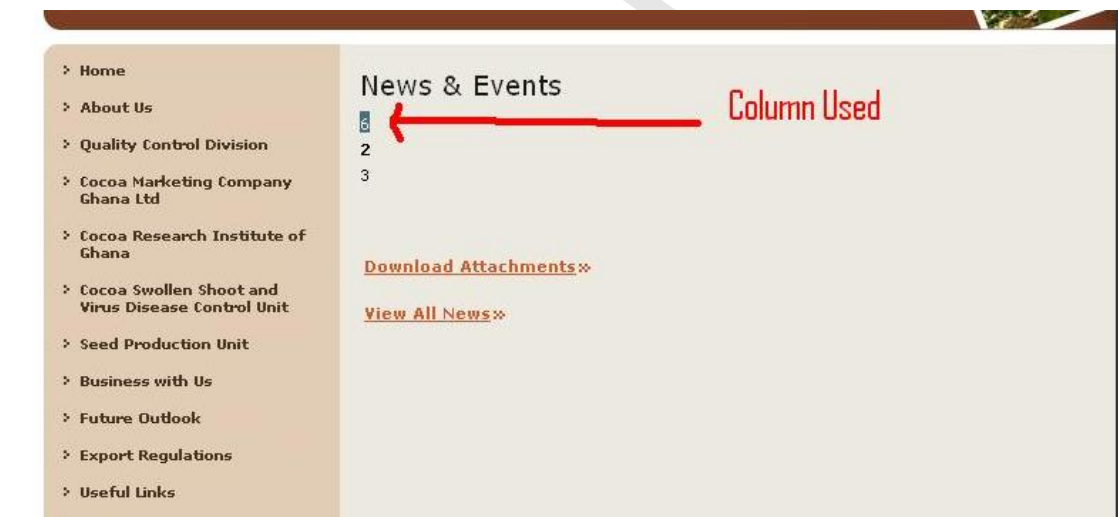 Home
About Us
Quality Control Division
Cocoa Marketing Company
Ghana Ltd
Cocoa Research Institute of
Ghana
Cocoa Swollen Shoot and
Virus Disease Control Unit
Seed Production Unit
Business with Us
Future Outlook
Export Regulations
Useful Links
News & Events
6
Column Used
2
3
Download Attachments»
View All News»